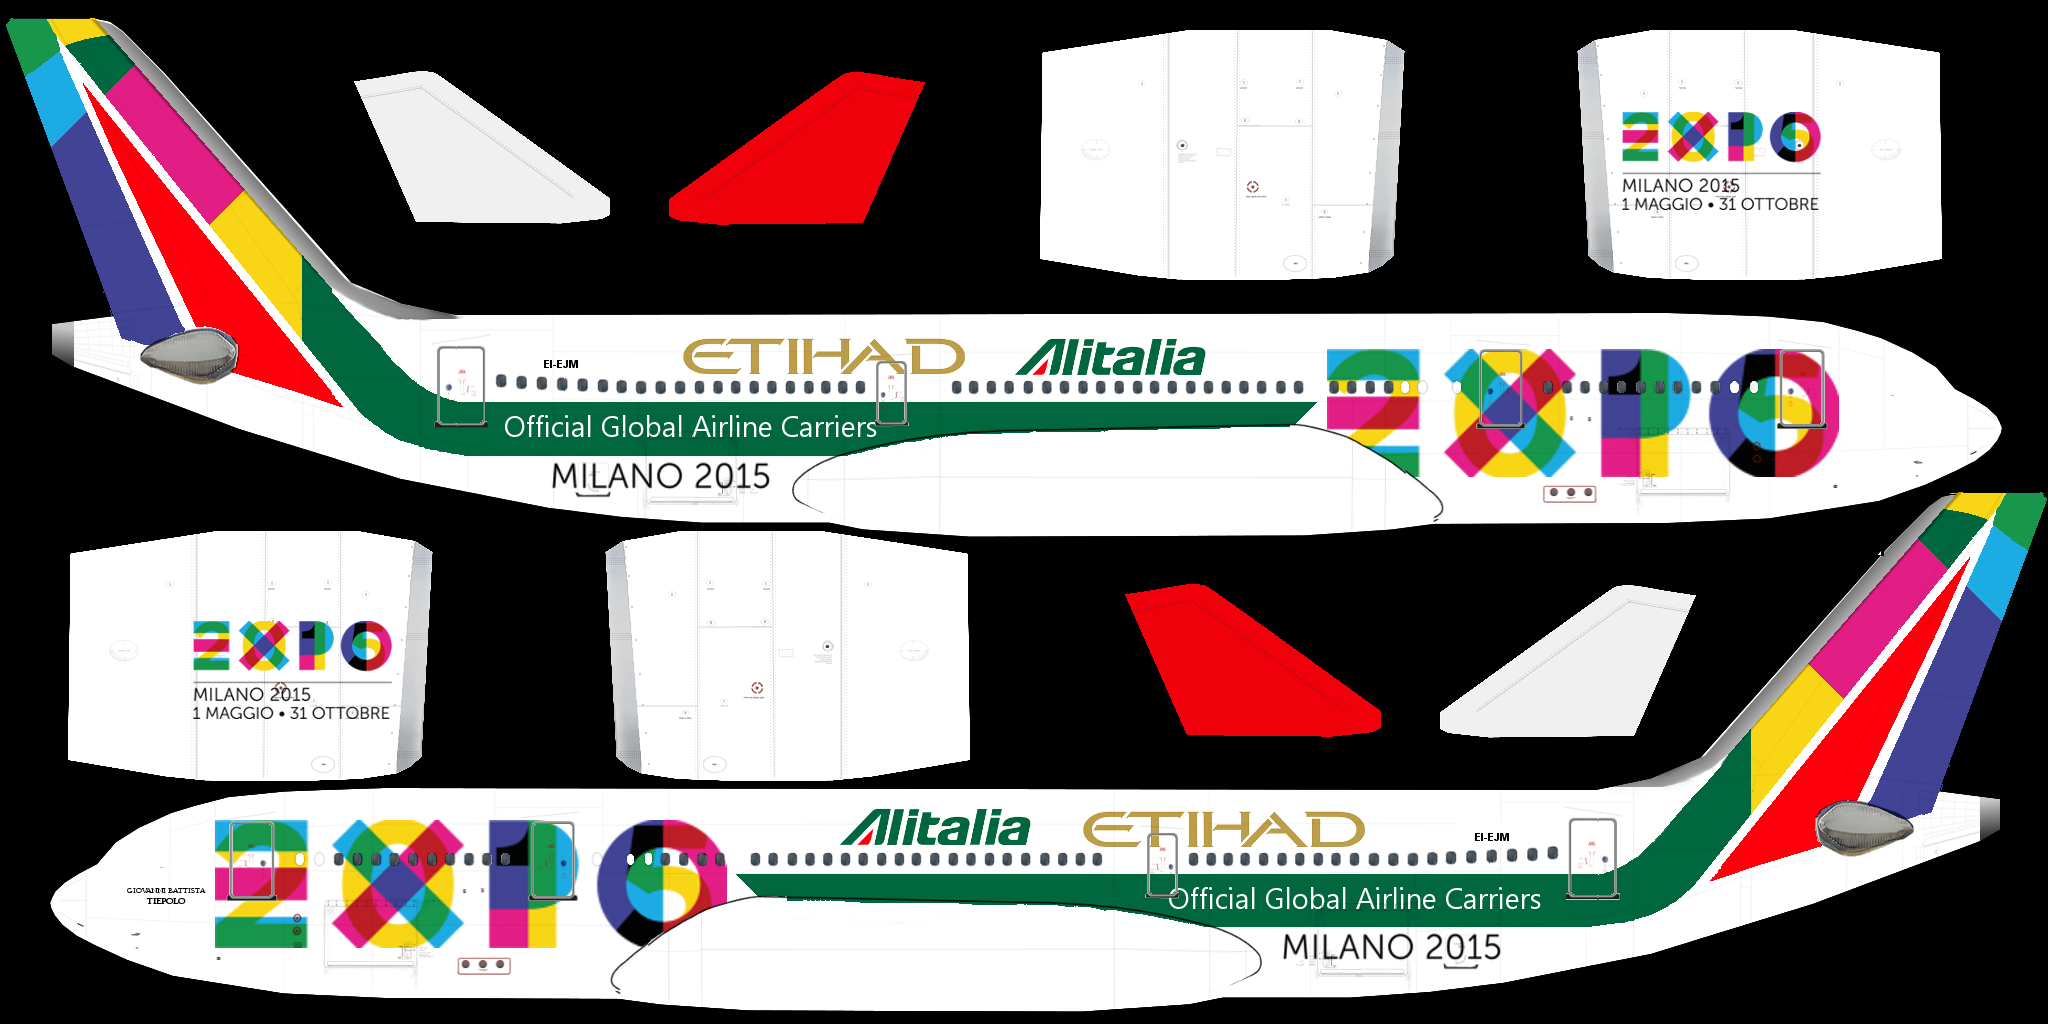 EXPO
MILANO 2015
1 MAGGIO • 31 OTTOBRE
EI-EJM
ETIHAD
Alitalia
EXPO
Official Global Airline Carriers
MILANO 2015
EXPO
MILANO 2015
1 MAGGIO • 31 OTTOBRE
EXPO
Alitalia
ETIHAD
EI-EJM
GIOVANNI BATTISTA
TIEPOLO
Official Global Airline Carriers
MILANO 2015